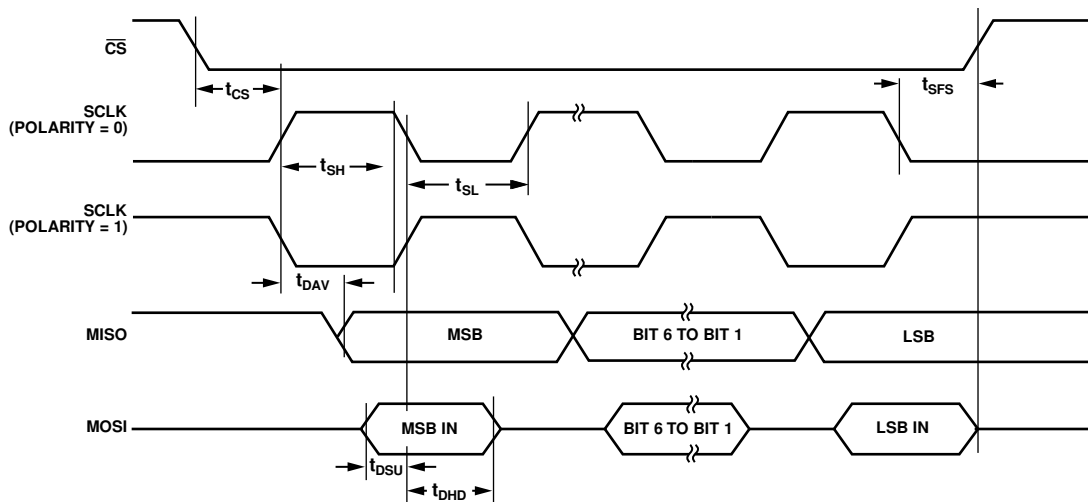 CS
tCS
tSFS
SCLK
(POLARITY = 0)
tSH
tSL
SCLK
(POLARITY = 1)
tDAV
MISO
MSB
BIT 6 TO BIT 1
LSB
MOSI
MSB IN
BIT 6 TO BIT 1
LSB IN
tDSU
tDHD